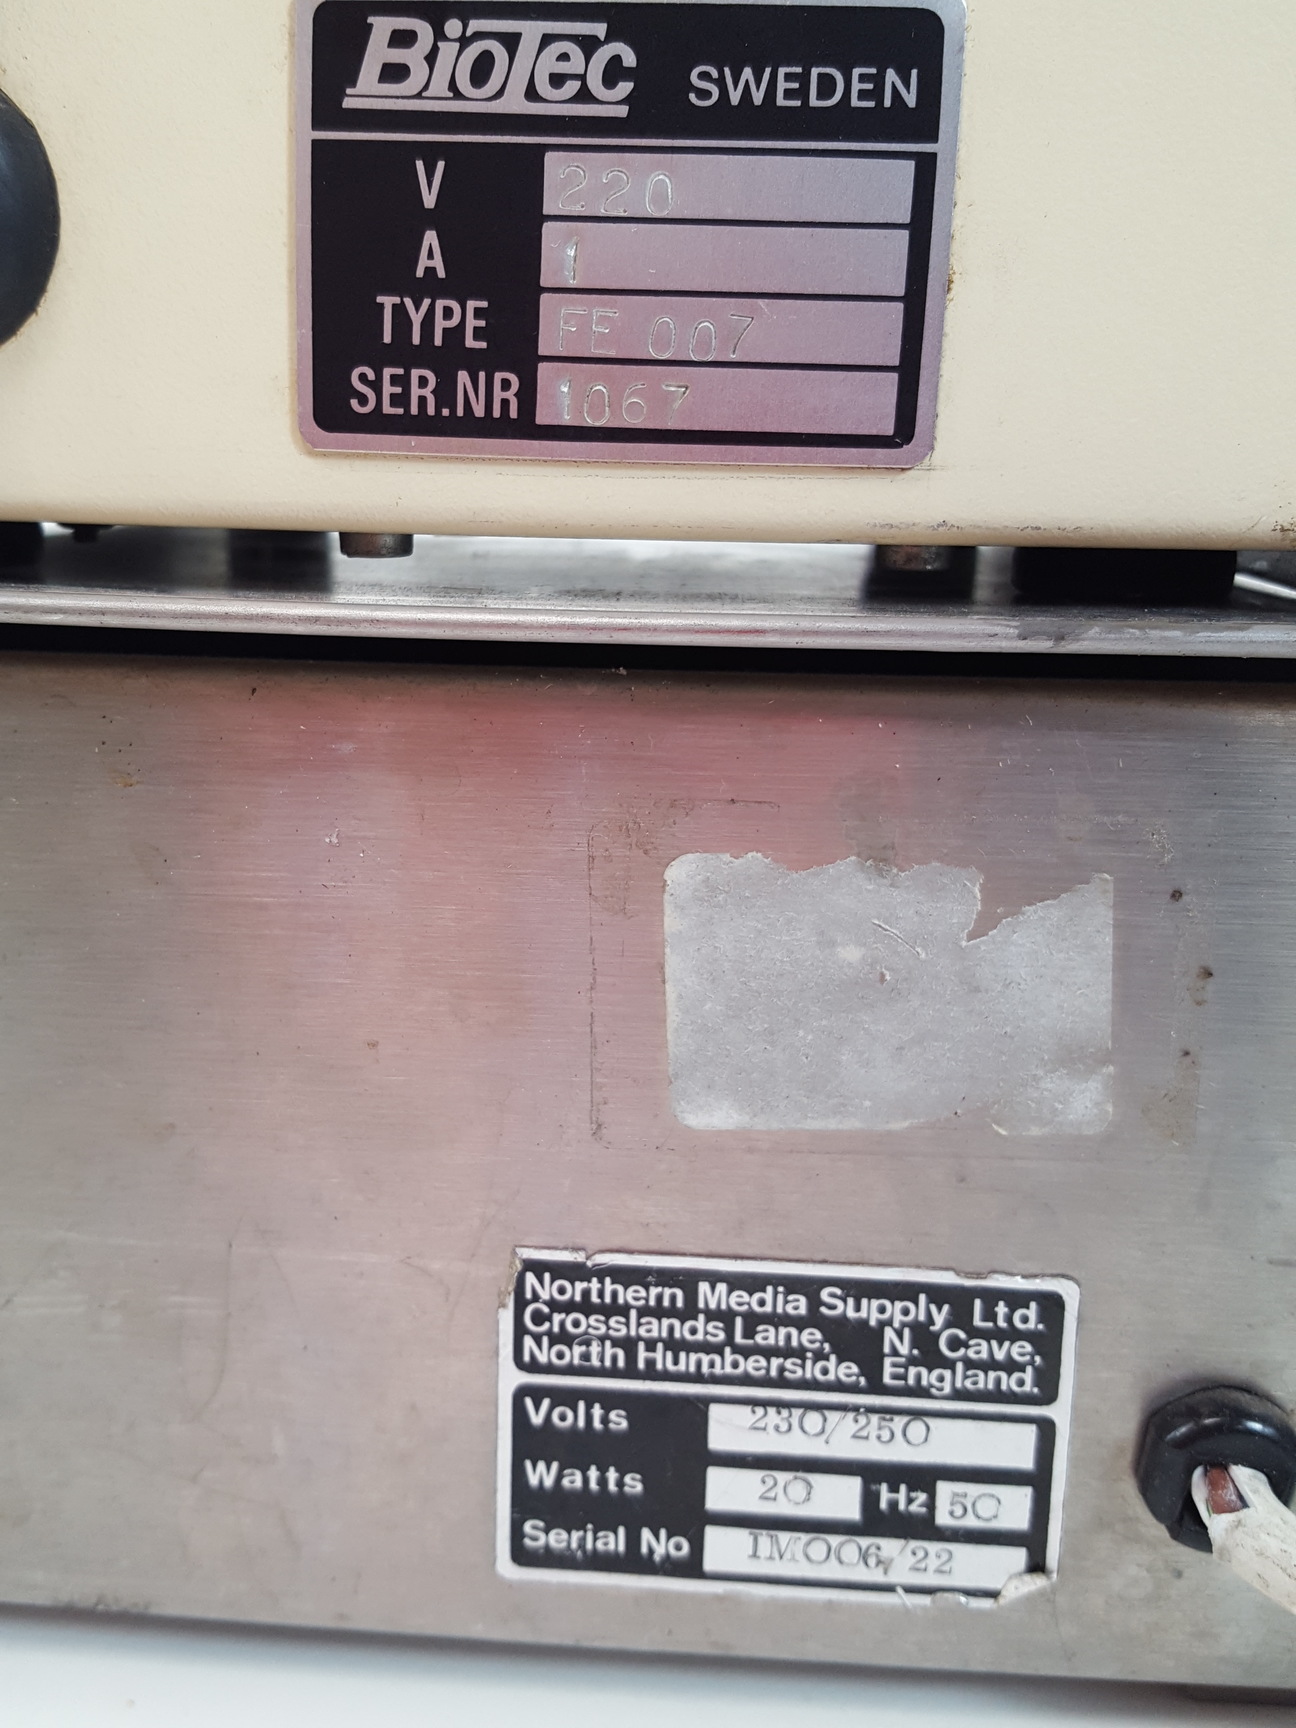 BioTec SWEDEN
V 220
A 1
TYPE FE 007
SER.NR 1067
Northern Media Supply Ltd.
Crosslands Lane, N. Cave,
North Humberside, England.
Volts 230/250
Watts 20 Hz 50
Serial No IM006/22